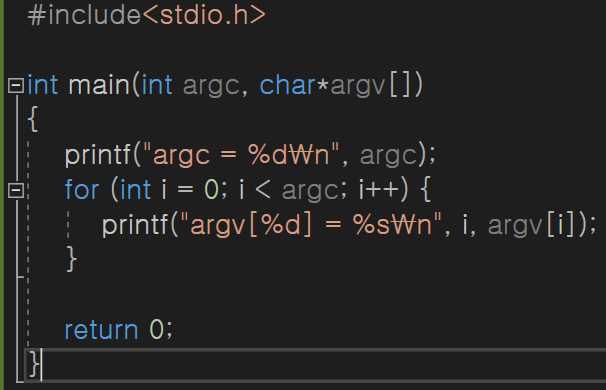 #include<stdio.h>
int main(int argc, char*argv[])
{
printf("argc = %d₩n", argc);
for (int i = 0; i < argc; i++) {
printf("argv[%d] = %s₩n", i, argv[i]);
}
return 0;
}